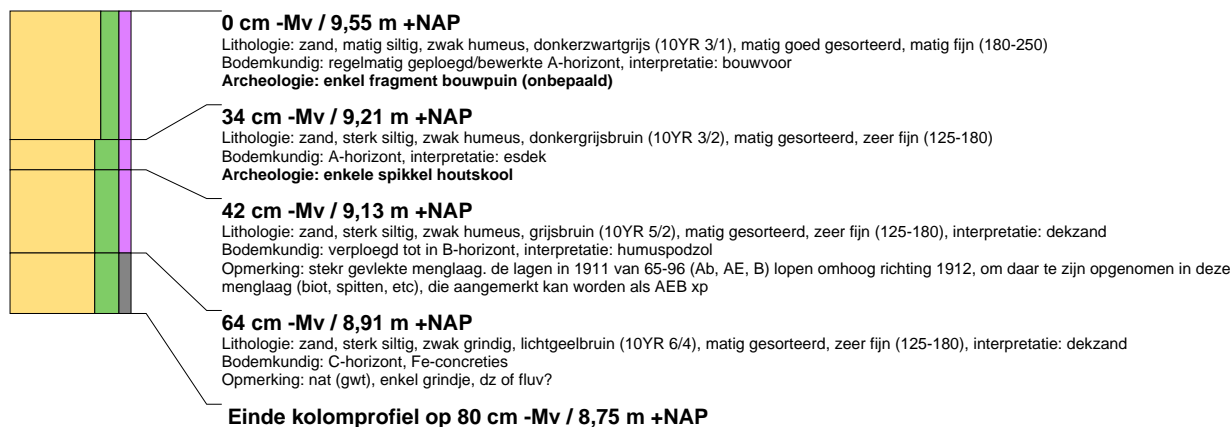 0 cm -Mv / 9,55 m +NAP
Lithologie: zand, matig siltig, zwak humeus, donkerzwartgrijs (10YR 3/1), matig goed gesorteerd, matig fijn (180-250)
Bodemkundig: regelmatig geploegd/bewerkte A-horizont, interpretatie: bouwvoor
Archeologie: enkel fragment bouwpuin (onbepaald)
34 cm -Mv / 9,21 m +NAP
Lithologie: zand, sterk siltig, zwak humeus, donkergrijsbruin (10YR 3/2), matig gesorteerd, zeer fijn (125-180)
Bodemkundig: A-horizont, interpretatie: esdek
Archeologie: enkele spikkel houtskool
42 cm -Mv / 9,13 m +NAP
Lithologie: zand, sterk siltig, zwak humeus, grijsbruin (10YR 5/2), matig gesorteerd, zeer fijn (125-180), interpretatie: dekzand
Bodemkundig: verploegd tot in B-horizont, interpretatie: humuspodzol
Opmerking: stekr gevlekte menglaag. de lagen in 1911 van 65-96 (Ab, AE, B) lopen omhoog richting 1912, om daar te zijn opgenomen in deze
menglaag (biot, spitten, etc), die aangemerkt kan worden als AEB xp
64 cm -Mv / 8,91 m +NAP
Lithologie: zand, sterk siltig, zwak grindig, lichtgeelbruin (10YR 6/4), matig gesorteerd, zeer fijn (125-180), interpretatie: dekzand
Bodemkundig: C-horizont, Fe-concreties
Opmerking: nat (gwt), enkel grindje, dz of fluv?
Einde kolomprofiel op 80 cm -Mv / 8,75 m +NAP